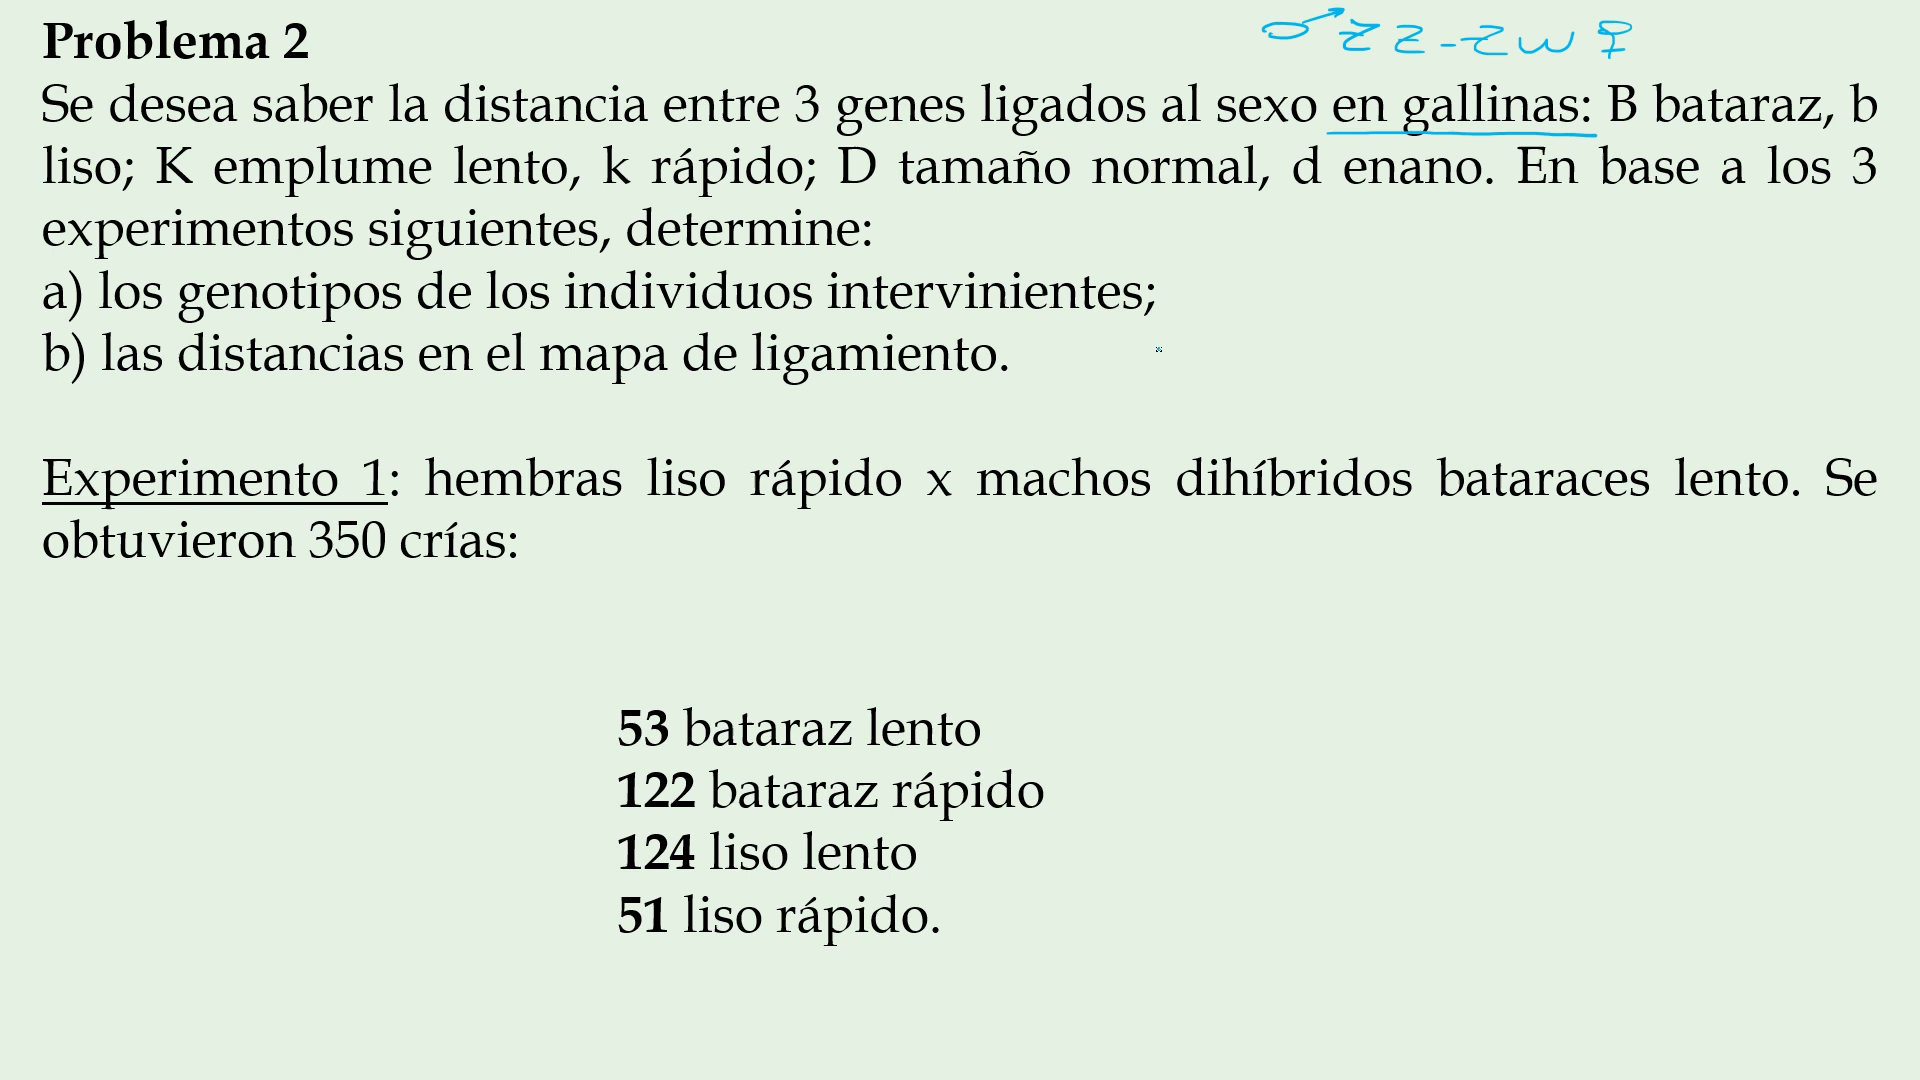 Problema 2
♂ ZZ - ZW ♀
Se desea saber la distancia entre 3 genes ligados al sexo en gallinas: B bataraz, b
liso; K emplume lento, k rápido; D tamaño normal, d enano. En base a los 3
experimentos siguientes, determine:
a) los genotipos de los individuos intervinientes;
b) las distancias en el mapa de ligamiento.
Experimento 1: hembras liso rápido x machos dihíbridos bataraces lento. Se
obtuvieron 350 crías:
53 bataraz lento
122 bataraz rápido
124 liso lento
51 liso rápido.